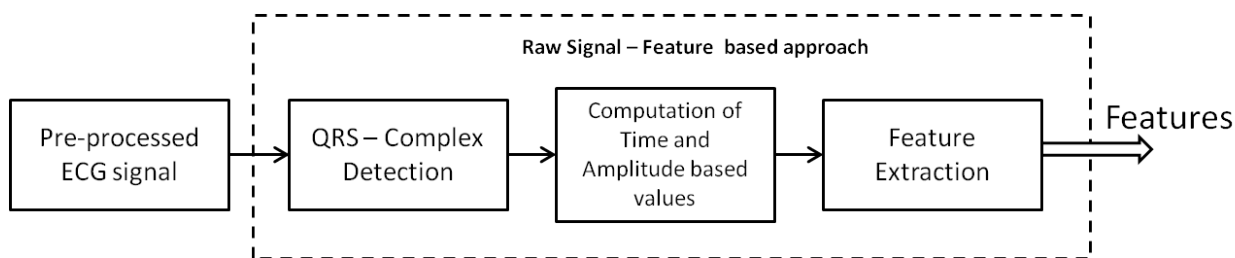 Raw Signal – Feature based approach
Pre-processed
ECG signal
QRS – Complex
Detection
Computation of
Time and
Amplitude based
values
Feature
Extraction
Features